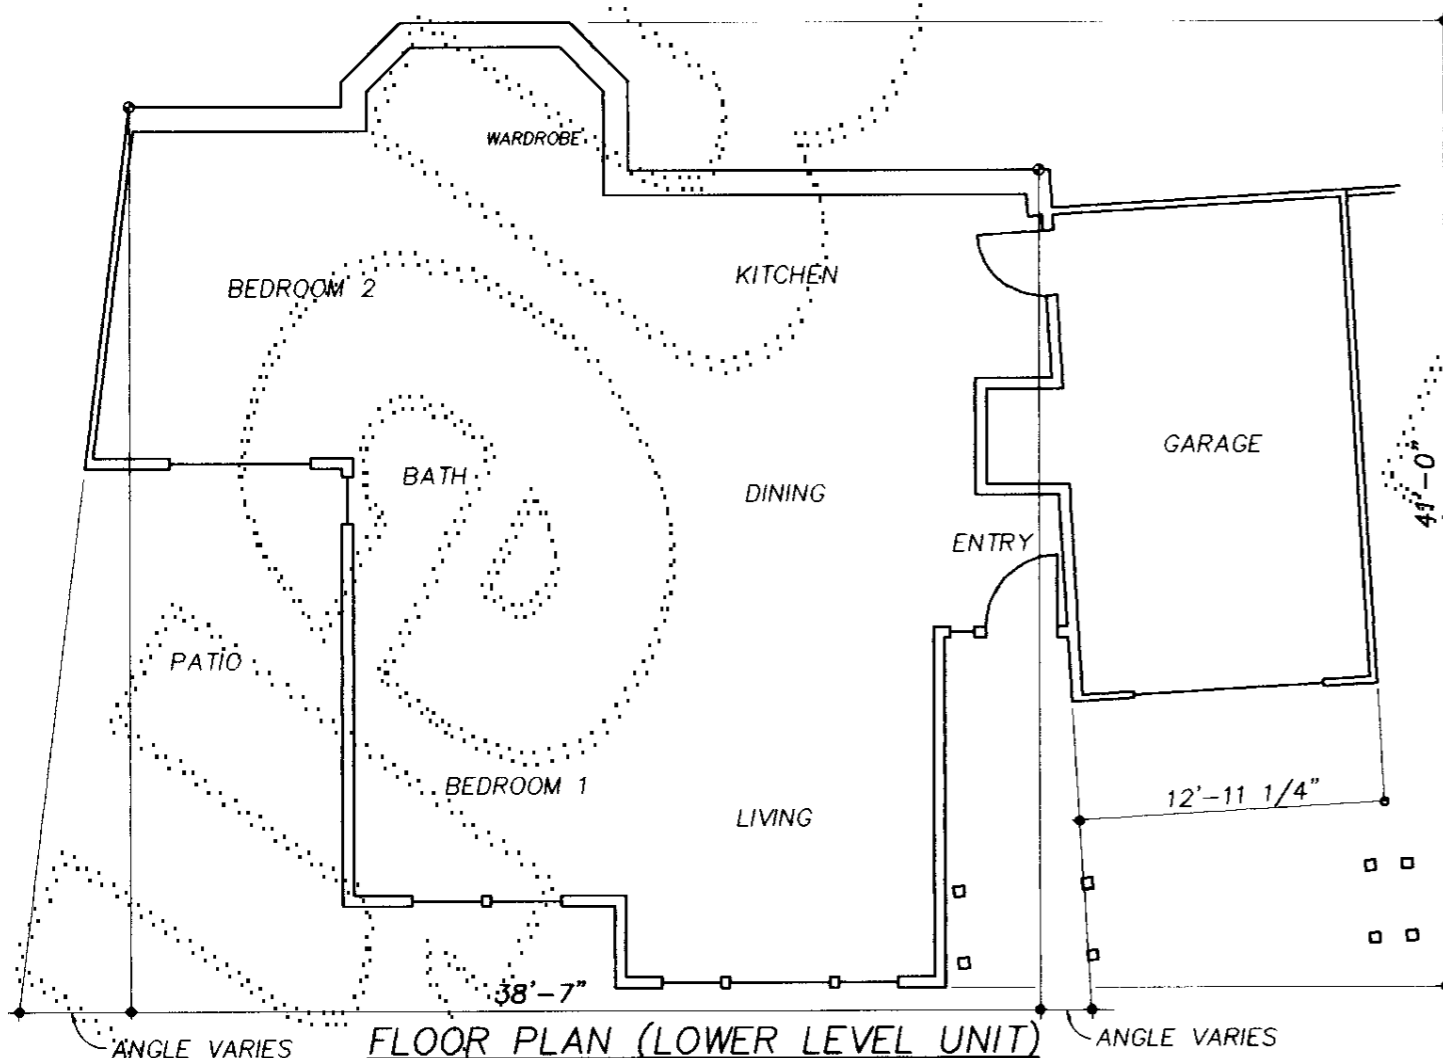 WARDROBE
BEDROOM 2
KITCHEN
BATH
DINING
GARAGE
41'-0"
ENTRY
PATIO
BEDROOM 1
LIVING
12'-11 1/4"
38'-7"
ANGLE VARIES
FLOOR PLAN (LOWER LEVEL UNIT)
ANGLE VARIES